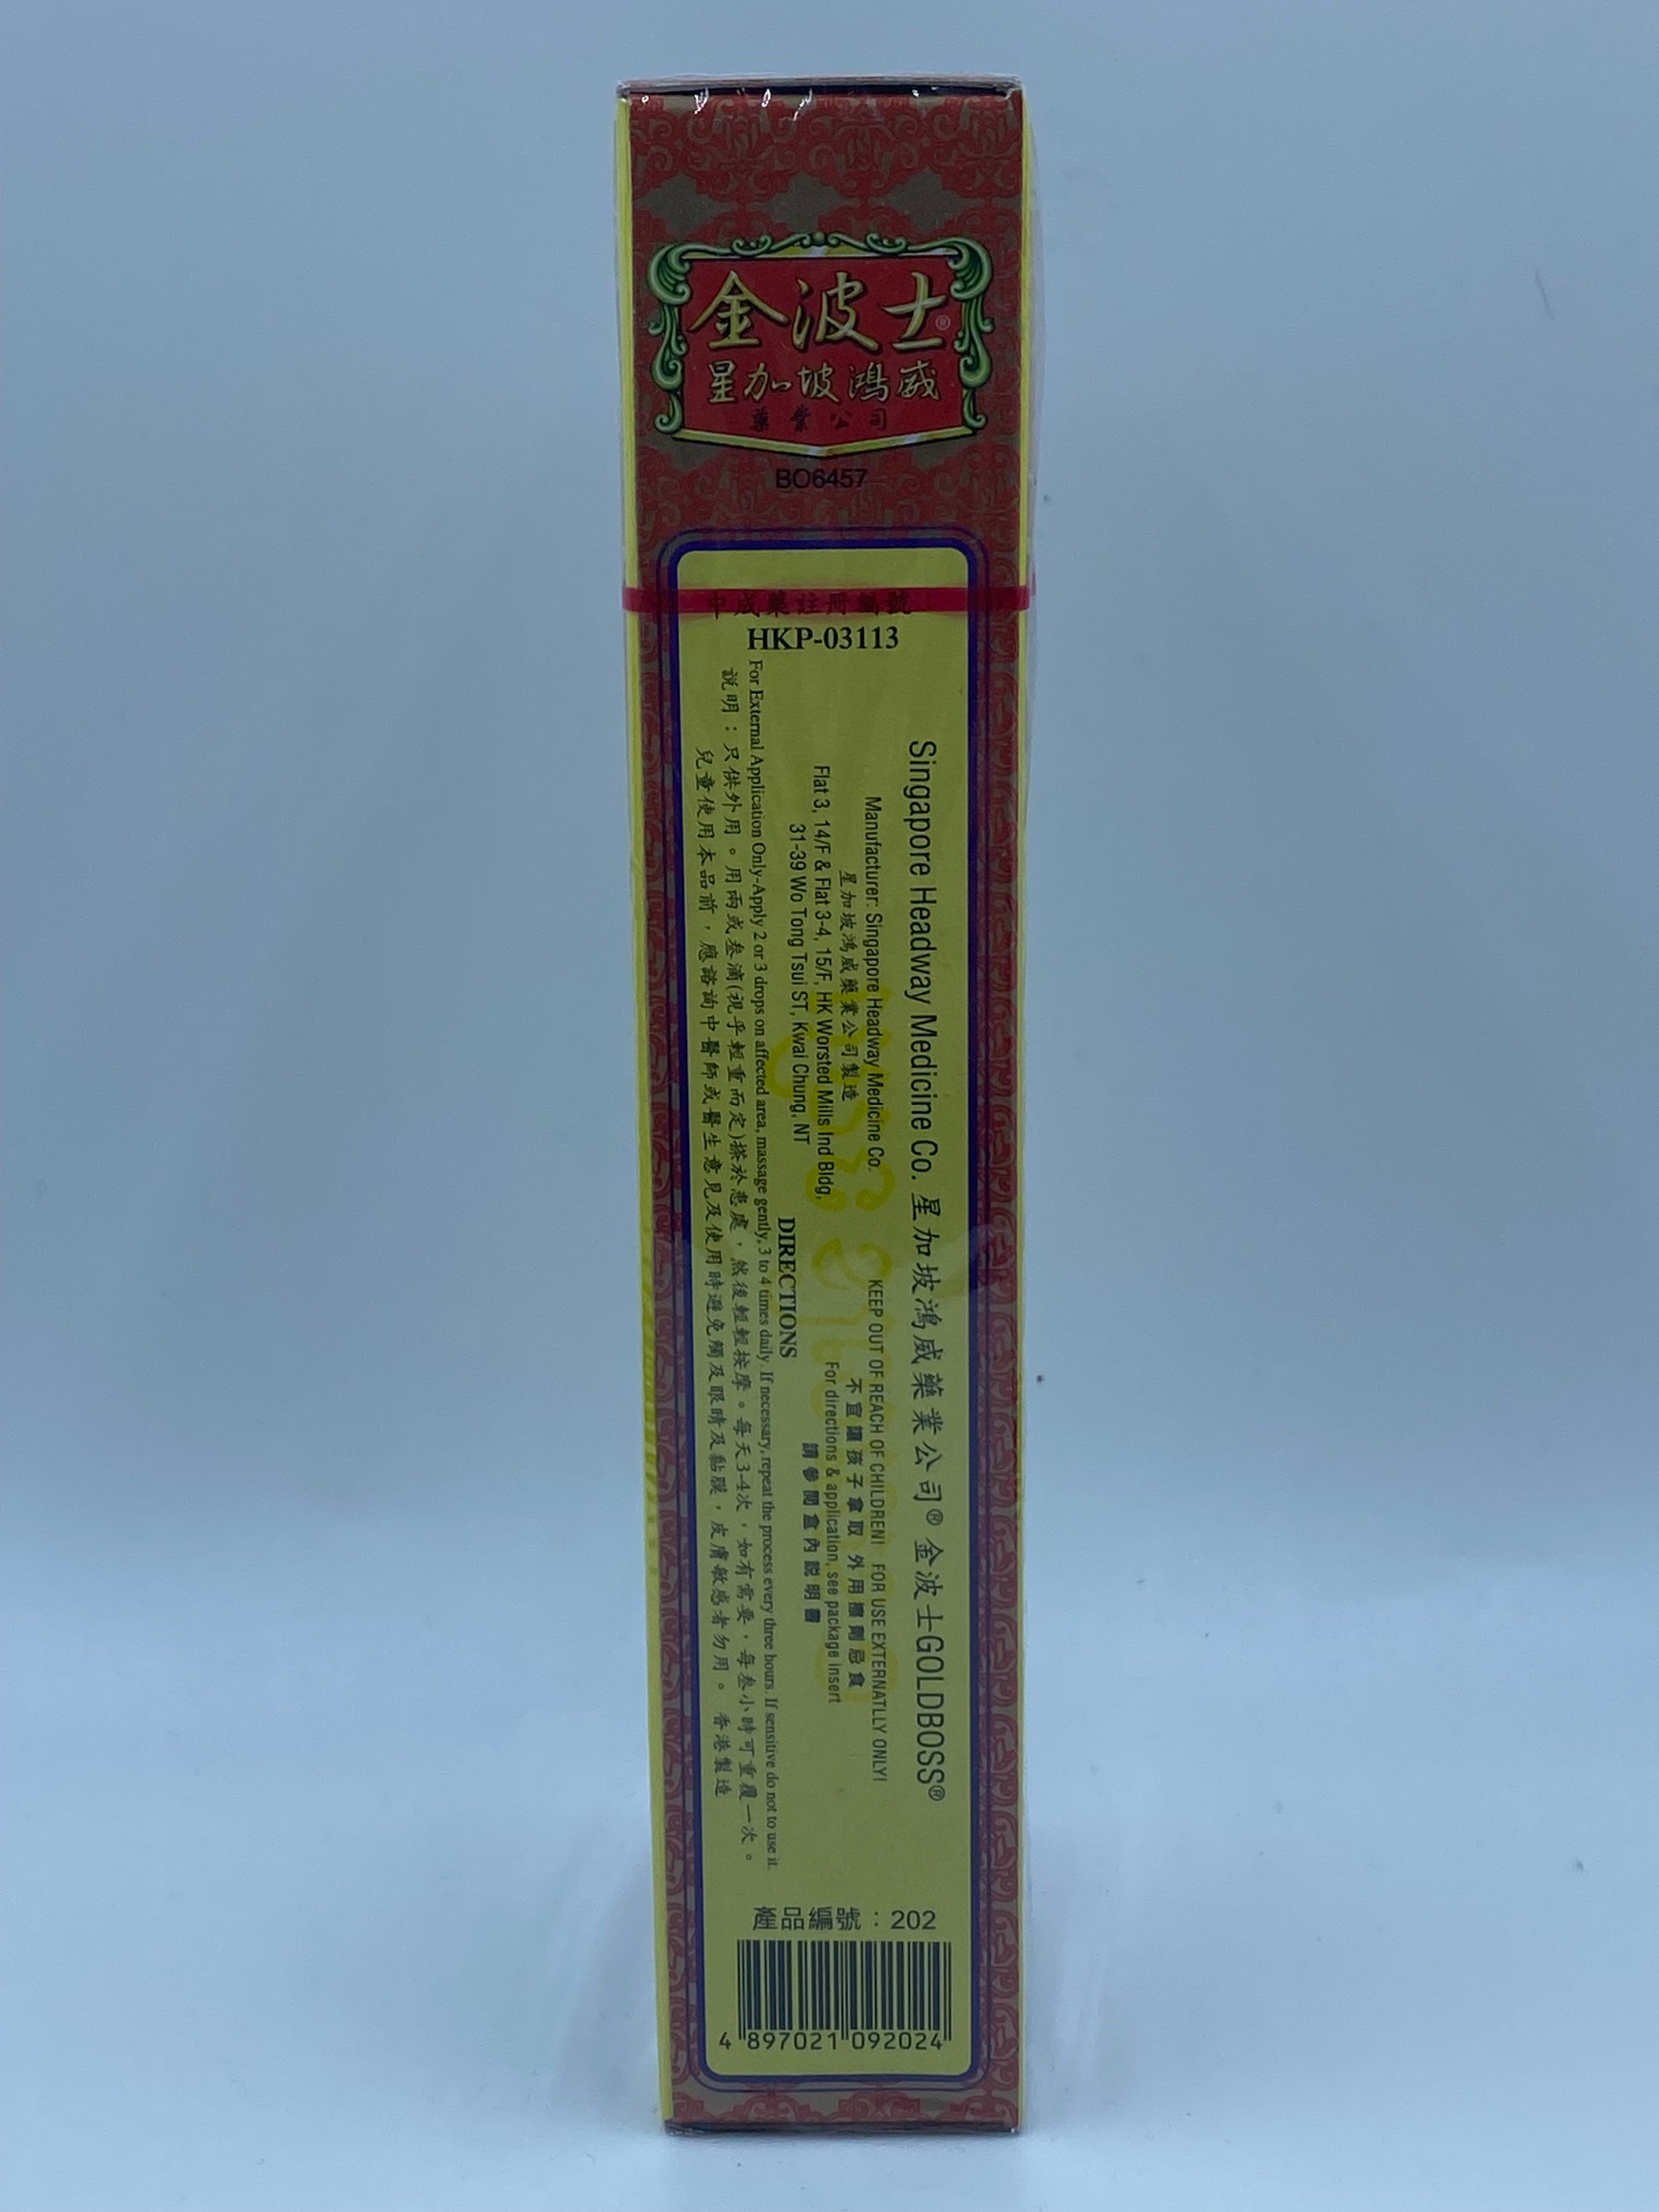 金波士®
星加坡鴻威
藥業公司
BO6457
中成藥註冊編號
HKP-03113
Singapore Headway Medicine Co. 星加坡鴻威藥業公司® 金波士GOLDBOSS®
Manufacturer: Singapore Headway Medicine Co.
星加坡鴻威藥業公司製造
Flat 3, 14/F & Flat 3-4, 15/F, HK Worsted Mills Ind Bldg,
31-39 Wo Tong Tsui ST, Kwai Chung, NT
KEEP OUT OF REACH OF CHILDREN! FOR USE EXTERNATLLY ONLY!
不宜讓孩子拿取 外用擦劑忌食
For directions & application, see package insert
請參閱盒內說明書
DIRECTIONS
For External Application Only-Apply 2 or 3 drops on affected area, massage gently, 3 to 4 times daily. If necessary, repeat the process every three hours. If sensitive do not to use it.
說明：只供外用。用兩或叁滴(視乎輕重而定)搽於患處，然後輕輕按摩。每天3-4次，如有需要，每叁小時可重覆一次。
兒童使用本品前，應諮詢中醫師或醫生意見及使用時避免觸及眼睛及黏膜，皮膚敏感者勿用。 香港製造
產品編號：202
4 897021 092024